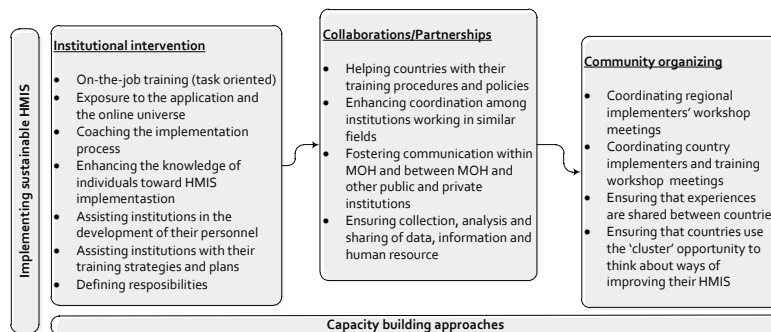 Implementing sustainable HMIS
Institutional intervention
• On-the-job training (task oriented)
• Exposure to the application and
the online universe
• Coaching the implementation
process
• Enhancing the knowledge of
individuals toward HMIS
implementastion
• Assisting institutions in the
development of their personnel
• Assisting institutions with their
training strategies and plans
• Defining resposibilities
Collaborations/Partnerships
• Helping countries with their
training procedures and policies
• Enhancing coordination among
institutions working in similar
fields
• Fostering communication within
MOH and between MOH and
other public and private
institutions
• Ensuring collection, analysis and
sharing of data, information and
human resource
Community organizing
• Coordinating regional
implementers’ workshop
meetings
• Coordinating country
implementers and training
workshop meetings
• Ensuring that experiences
are shared between countrie
• Ensuring that countries use
the ‘cluster’ opportunity to
think about ways of
improving their HMIS
Capacity building approaches